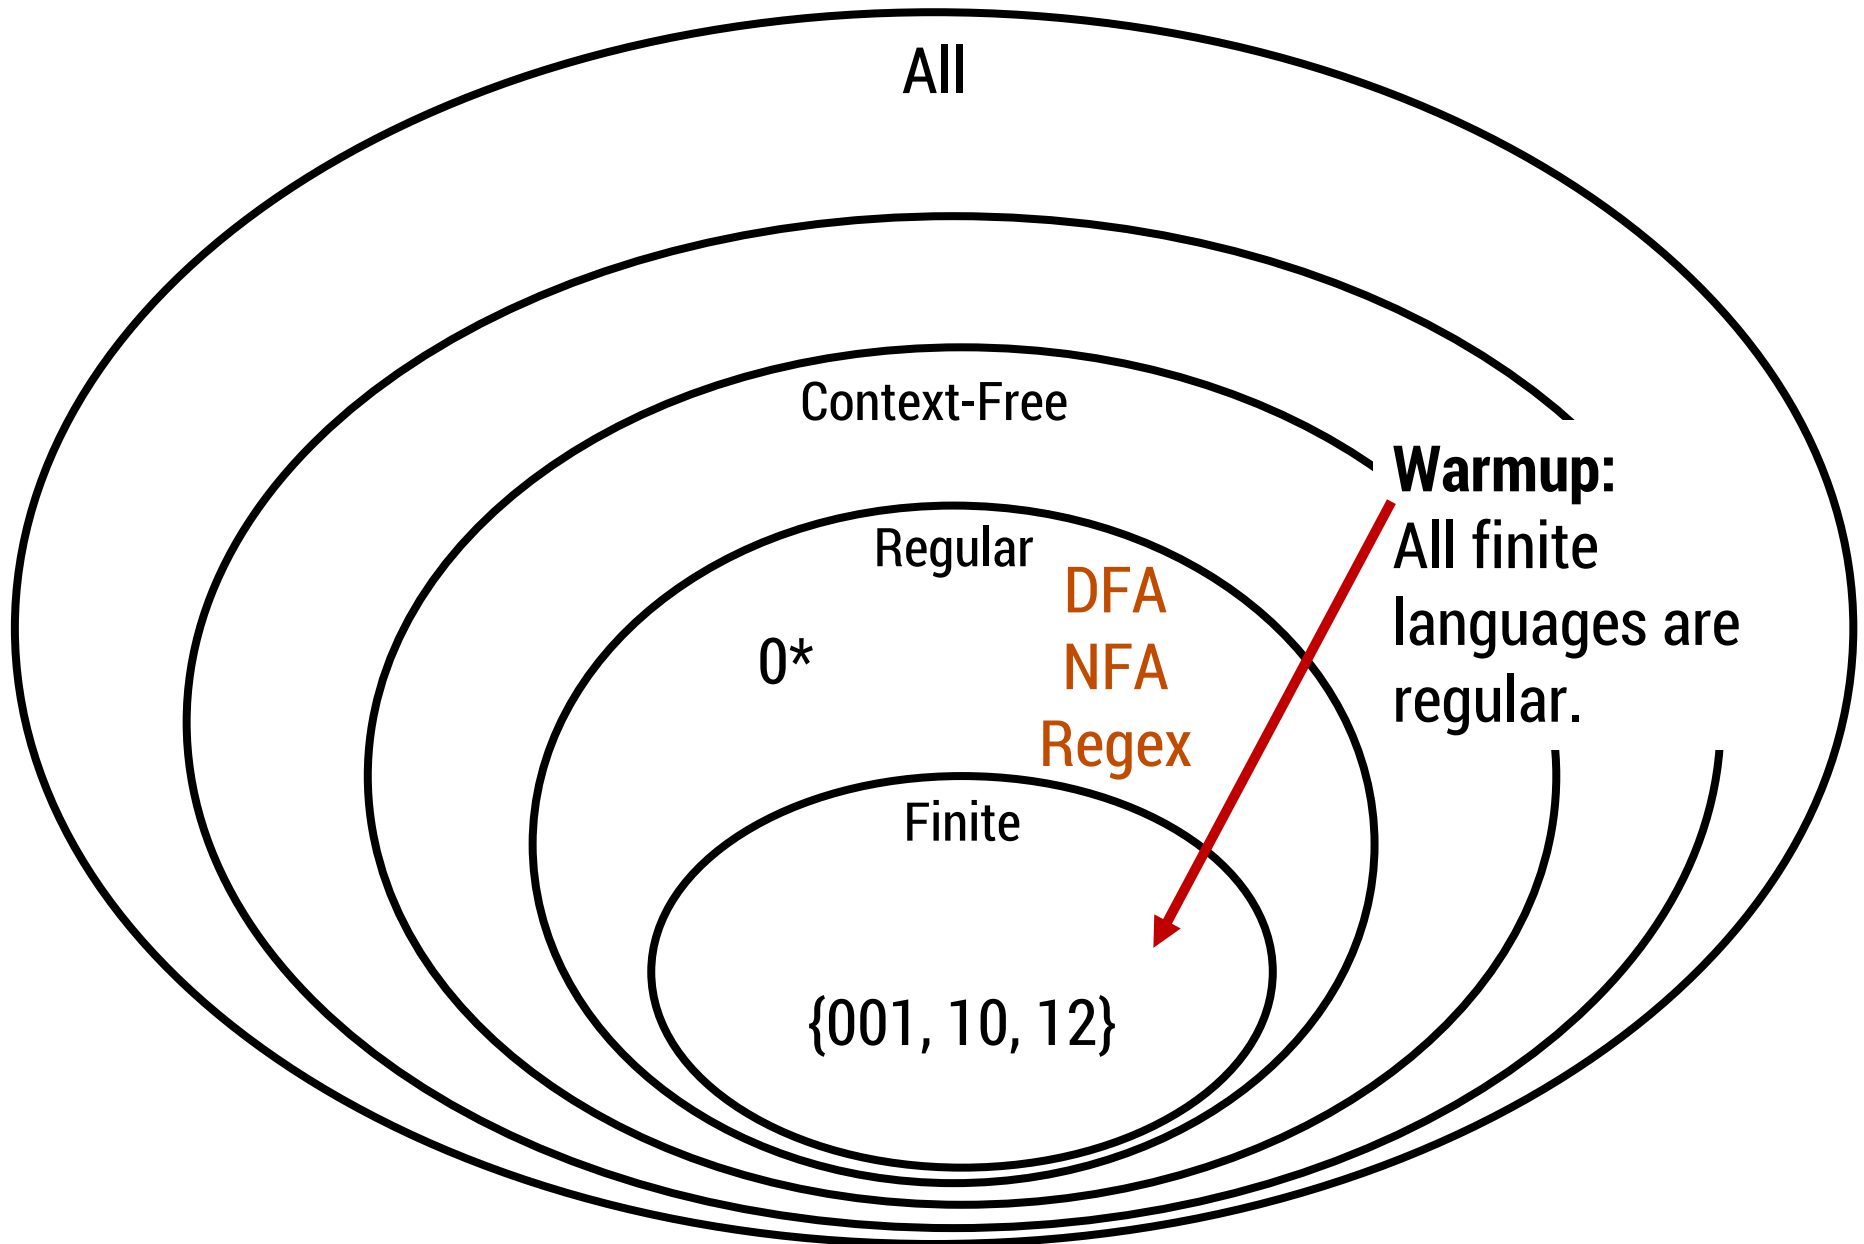 All
Context-Free
Warmup:
All finite
languages are
regular.
Regular
DFA
0*
NFA
Regex
Finite
{001, 10, 12}